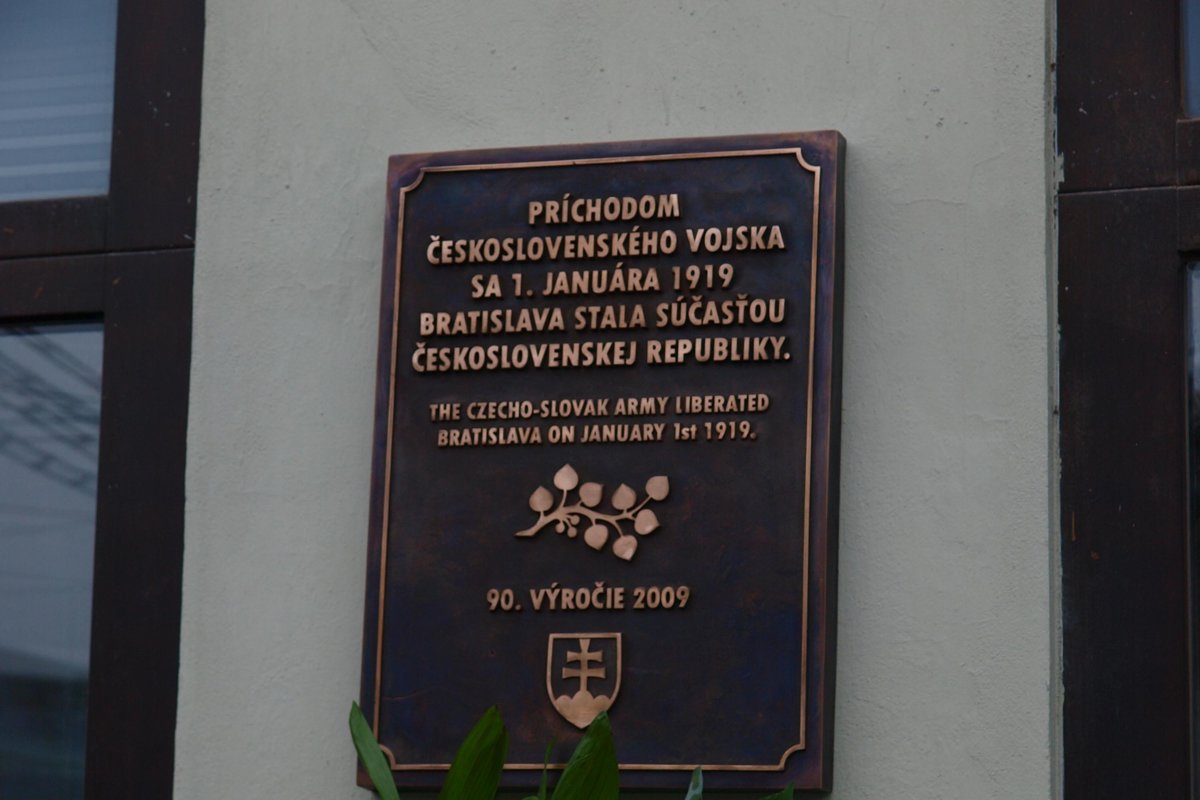 PRÍCHODOM
ČESKOSLOVENSKÉHO VOJSKA
SA 1. JANUÁRA 1919
BRATISLAVA STALA SÚČASŤOU
ČESKOSLOVENSKEJ REPUBLIKY.
THE CZECHO-SLOVAK ARMY LIBERATED
BRATISLAVA ON JANUARY 1st 1919.
90. VÝROČIE 2009